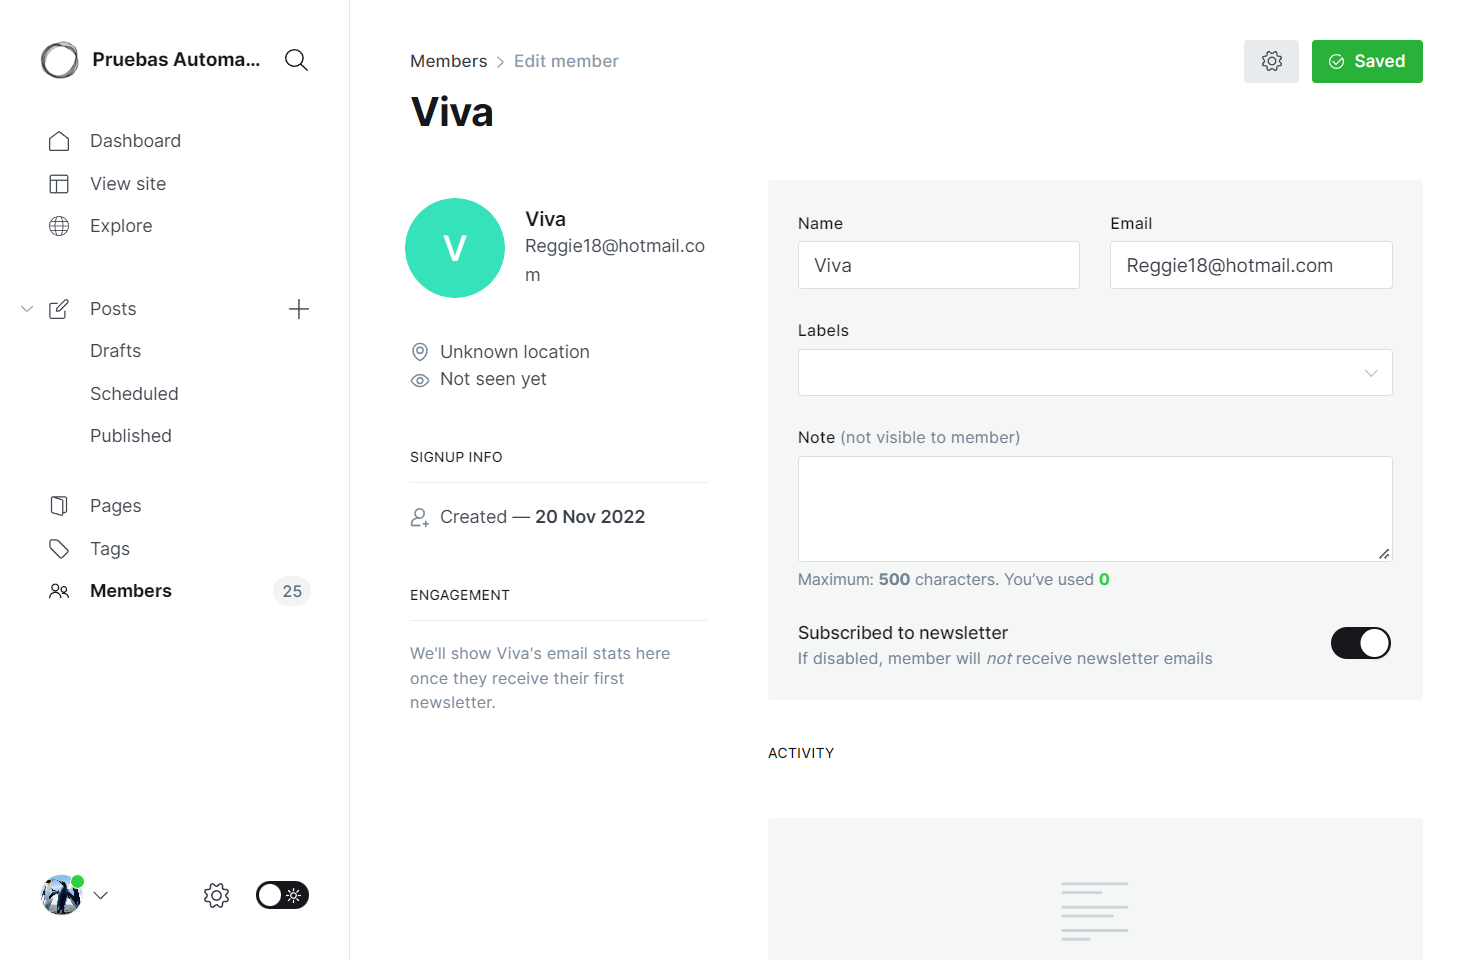 Pruebas Automa...
Dashboard
View site
Explore
Posts
Drafts
Scheduled
Published
Pages
Tags
Members
25
Members > Edit member
Saved
Viva
V
Viva
Reggie18@hotmail.co
m
Unknown location
Not seen yet
SIGNUP INFO
Created — 20 Nov 2022
ENGAGEMENT
We'll show Viva's email stats here
once they receive their first
newsletter.
Name
Viva
Email
Reggie18@hotmail.com
Labels
Note (not visible to member)
Maximum: 500 characters. You’ve used 0
Subscribed to newsletter
If disabled, member will not receive newsletter emails
ACTIVITY